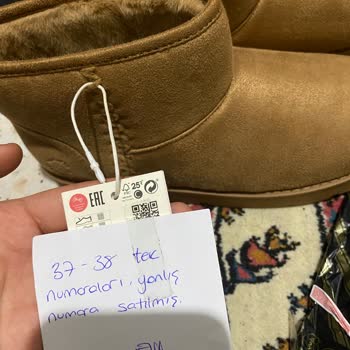 EAC
25
37-38 tek
numaraları, yanlış
numara satılmış.